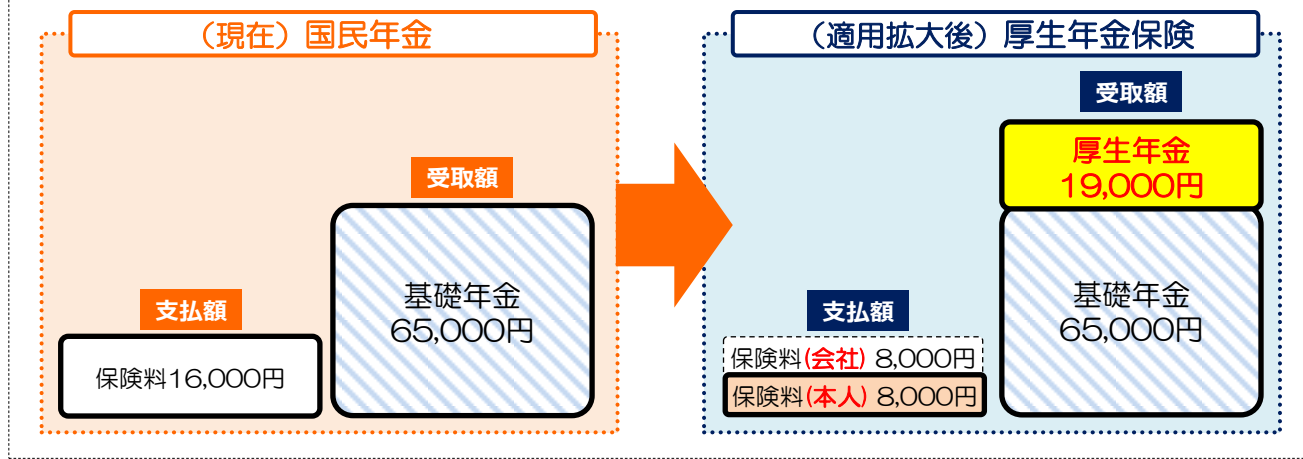 (現在) 国民年金
受取額
基礎年金
65,000円
支払額
保険料16,000円
(適用拡大後) 厚生年金保険
受取額
厚生年金
19,000円
基礎年金
65,000円
支払額
保険料(会社) 8,000円
保険料(本人) 8,000円